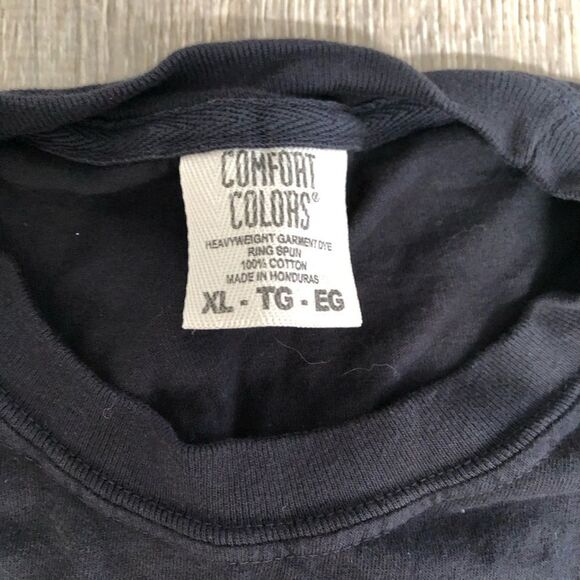 COMFORT
COLORS®
HEAVYWEIGHT GARMENT DYE
RING SPUN
100% COTTON
MADE IN HONDURAS
XL - TG - EG